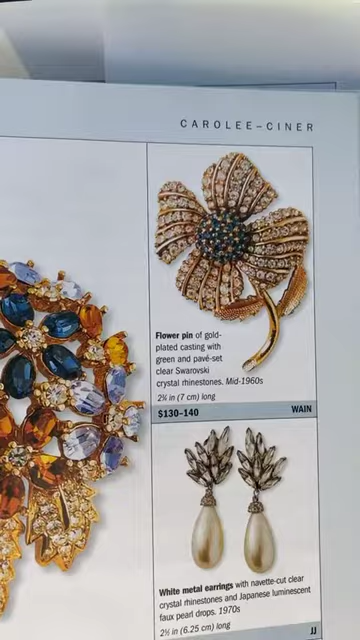 CAROLEE–CINER
Flower pin of gold-
plated casting with
green and pavé-set
clear Swarovski
crystal rhinestones. Mid-1960s
2¾ in (7 cm) long
$130-140 WAIN
White metal earrings with navette-cut clear
crystal rhinestones and Japanese luminescent
faux pearl drops. 1970s
2½ in (6.25 cm) long
JJ